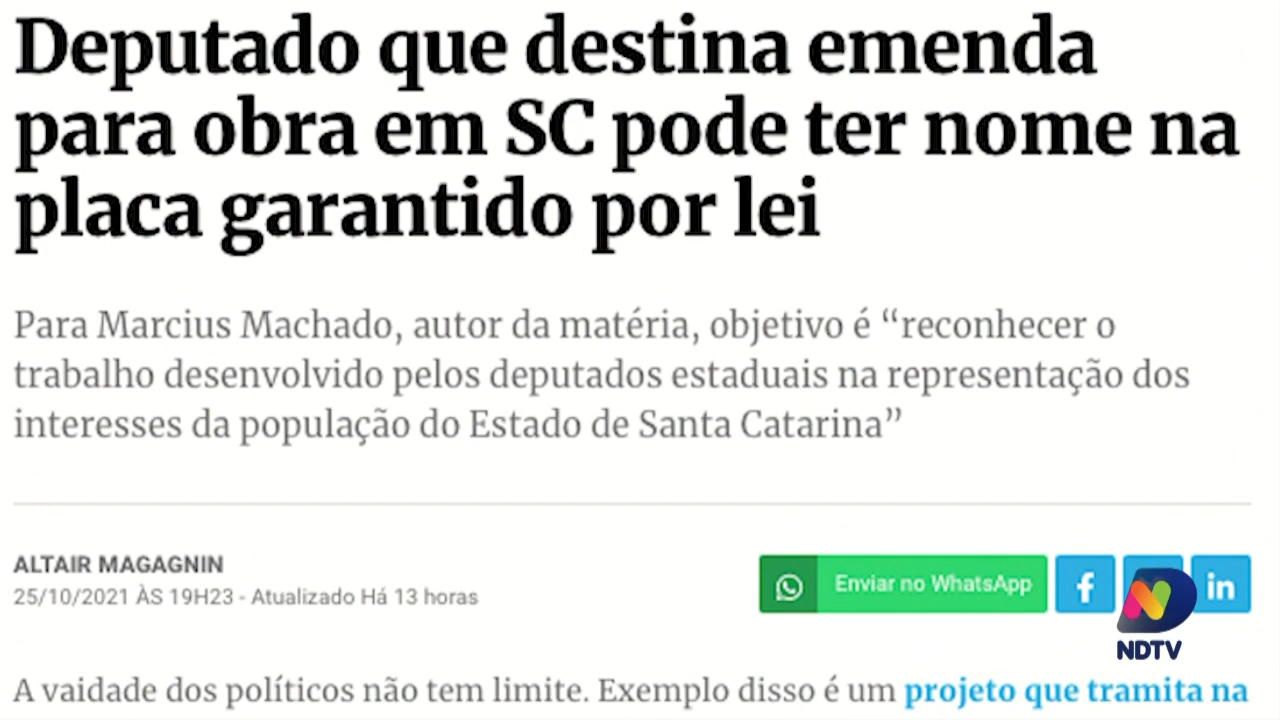 Deputado que destina emenda
para obra em SC pode ter nome na
placa garantido por lei
Para Marcius Machado, autor da matéria, objetivo é “reconhecer o
trabalho desenvolvido pelos deputados estaduais na representação dos
interesses da população do Estado de Santa Catarina”
ALTAIR MAGAGNIN
25/10/2021 ÀS 19H23 - Atualizado Há 13 horas
Enviar no WhatsApp
f
in
NDTV
A vaidade dos políticos não tem limite. Exemplo disso é um projeto que tramita na